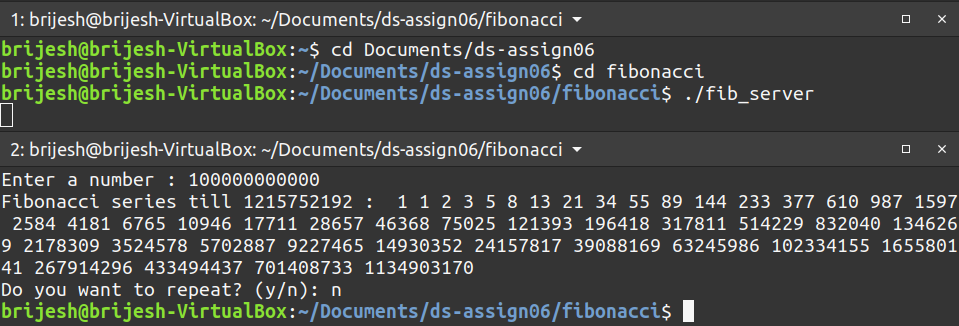 1: brijesh@brijesh-VirtualBox: ~/Documents/ds-assign06/fibonacci
brijesh@brijesh-VirtualBox:~$ cd Documents/ds-assign06
brijesh@brijesh-VirtualBox:~/Documents/ds-assign06$ cd fibonacci
brijesh@brijesh-VirtualBox:~/Documents/ds-assign06/fibonacci$ ./fib_server
2: brijesh@brijesh-VirtualBox: ~/Documents/ds-assign06/fibonacci
Enter a number : 100000000000
Fibonacci series till 1215752192 :  1 1 2 3 5 8 13 21 34 55 89 144 233 377 610 987 1597
 2584 4181 6765 10946 17711 28657 46368 75025 121393 196418 317811 514229 832040 134626
9 2178309 3524578 5702887 9227465 14930352 24157817 39088169 63245986 102334155 1655801
41 267914296 433494437 701408733 1134903170
Do you want to repeat? (y/n): n
brijesh@brijesh-VirtualBox:~/Documents/ds-assign06/fibonacci$